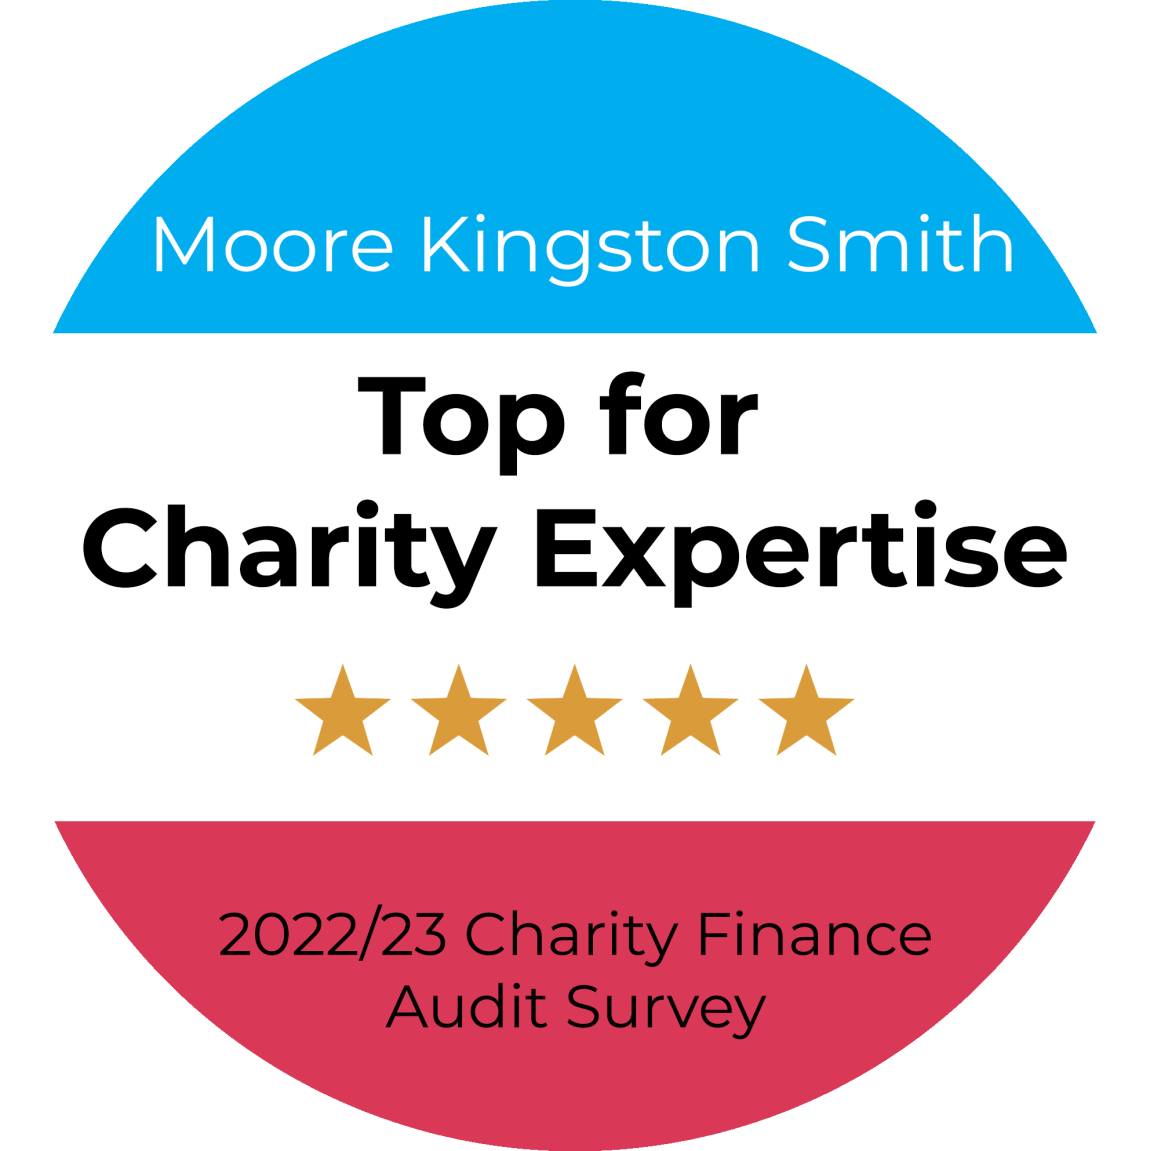 Moore Kingston Smith
Top for
Charity Expertise
2022/23 Charity Finance
Audit Survey